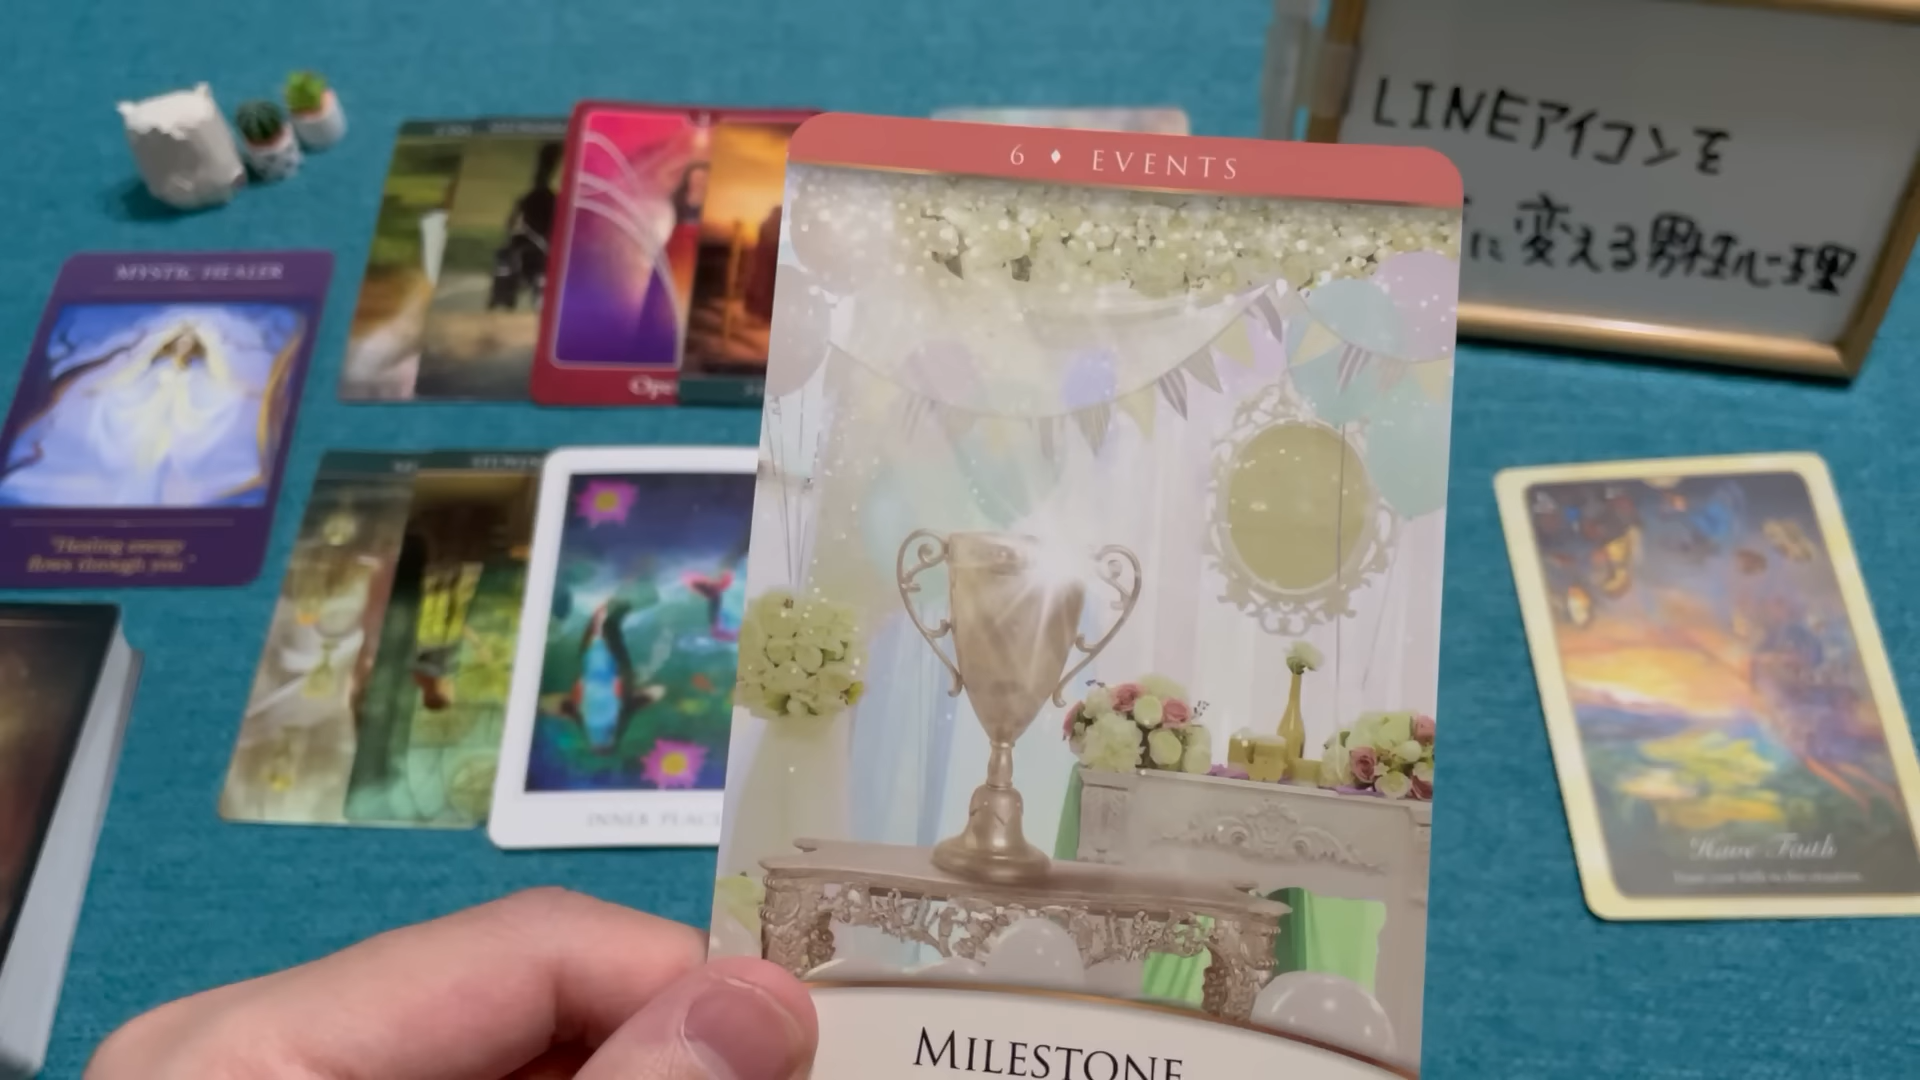 LINEアイコンを
に変える男性心理
6 ♦ EVENTS
MYSTIC HEALER
"Healing energy
flows through you."
Ope
INNER PEACE
Have Faith
MILESTONE